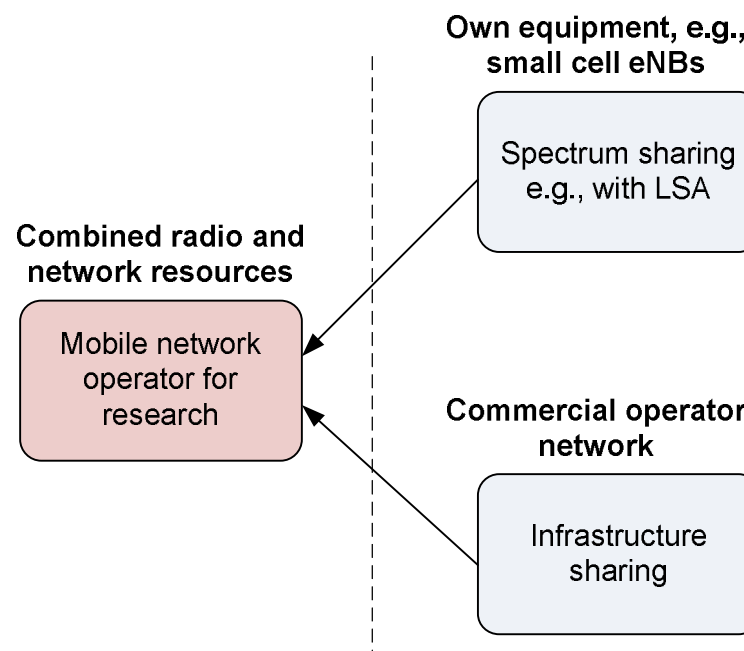 Own equipment, e.g.,
small cell eNBs
Spectrum sharing
e.g., with LSA
Combined radio and
network resources
Mobile network
operator for
research
Commercial operator
network
Infrastructure
sharing